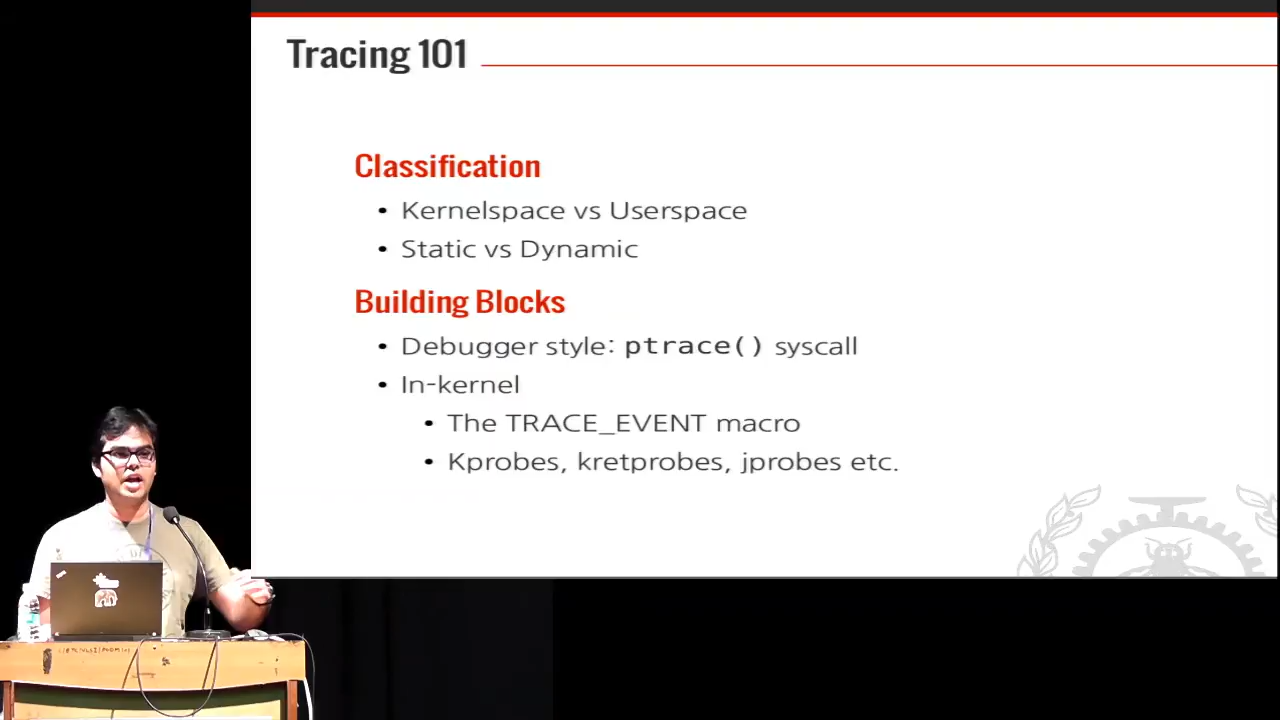 Tracing 101
Classification
• Kernelspace vs Userspace
• Static vs Dynamic
Building Blocks
• Debugger style: ptrace() syscall
• In-kernel
• The TRACE_EVENT macro
• Kprobes, kretprobes, jprobes etc.